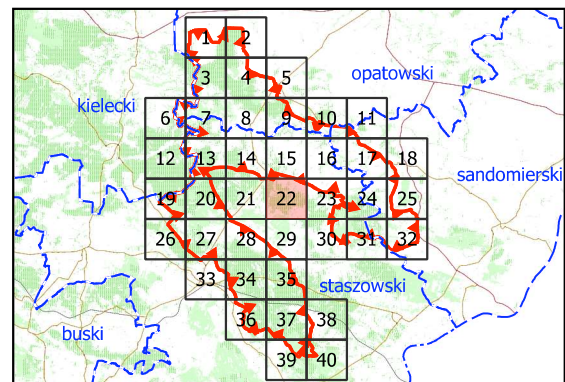 1 2
3 4 5
opatowski
kielecki
6 7 8 9 10 11
12 13 14 15 16 17 18
sandomierski
19 20 21 22 23 24 25
26 27 28 29 30 31 32
33 34 35
staszowski
36 37 38
buski
39 40